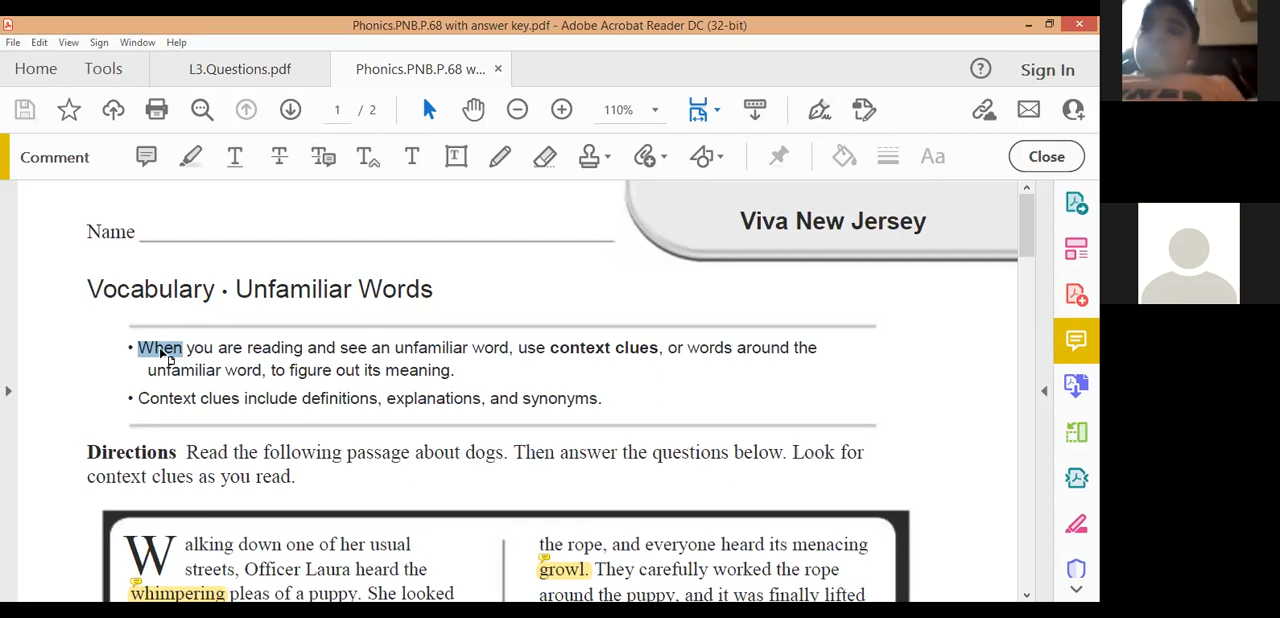 Phonics.PNB.P.68 with answer key.pdf - Adobe Acrobat Reader DC (32-bit)
File Edit View Sign Window Help
Home Tools L3.Questions.pdf Phonics.PNB.P.68 w... × Sign In
1 / 2 110%
Comment T T T T T Aa Close
Viva New Jersey
Name
Vocabulary · Unfamiliar Words
• When you are reading and see an unfamiliar word, use context clues, or words around the
unfamiliar word, to figure out its meaning.
• Context clues include definitions, explanations, and synonyms.
Directions Read the following passage about dogs. Then answer the questions below. Look for
context clues as you read.
Walking down one of her usual
streets, Officer Laura heard the
whimpering pleas of a puppy. She looked
the rope, and everyone heard its menacing
growl. They carefully worked the rope
around the puppy, and it was finally lifted